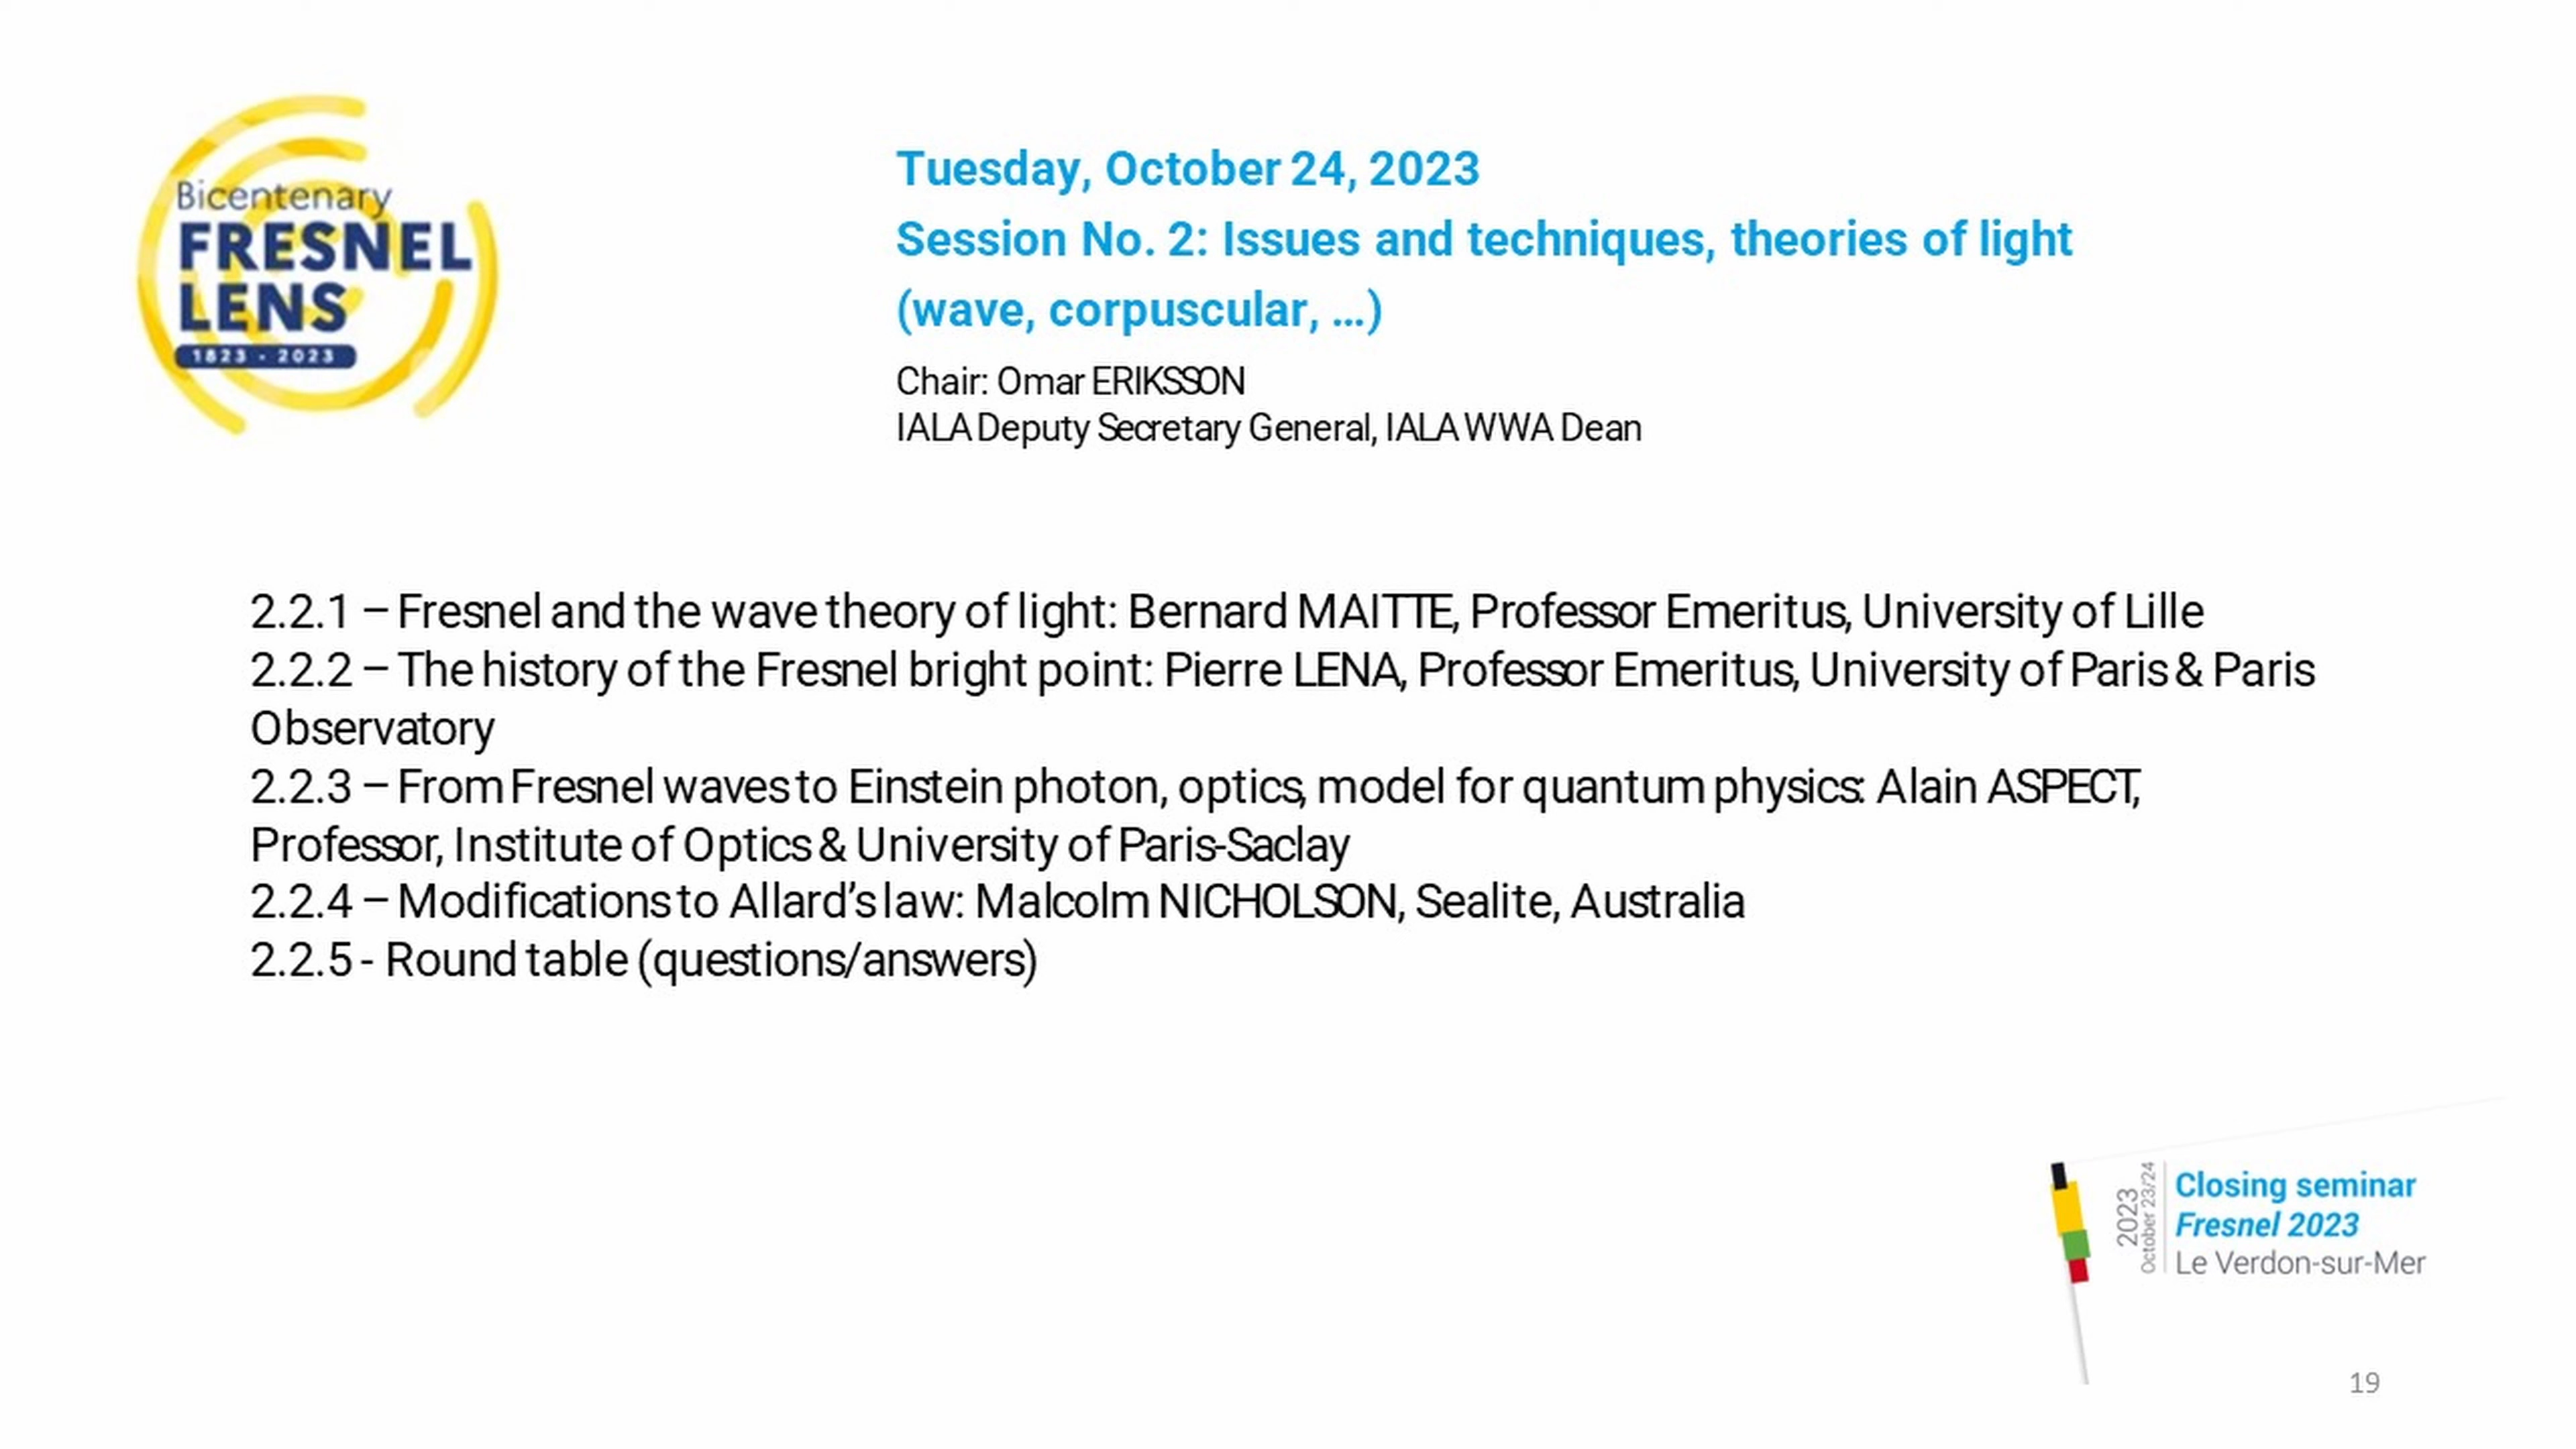 Bicentenary
FRESNEL
LENS
1823 - 2023
Tuesday, October 24, 2023
Session No. 2: Issues and techniques, theories of light
(wave, corpuscular, …)
Chair: Omar ERIKSSON
IALA Deputy Secretary General, IALA WWA Dean
2.2.1 – Fresnel and the wave theory of light: Bernard MAITTE, Professor Emeritus, University of Lille
2.2.2 – The history of the Fresnel bright point: Pierre LENA, Professor Emeritus, University of Paris & Paris
Observatory
2.2.3 – From Fresnel waves to Einstein photon, optics, model for quantum physics: Alain ASPECT,
Professor, Institute of Optics & University of Paris-Saclay
2.2.4 – Modifications to Allard’s law: Malcolm NICHOLSON, Sealite, Australia
2.2.5 - Round table (questions/answers)
2023
October 23/24
Closing seminar
Fresnel 2023
Le Verdon-sur-Mer
19